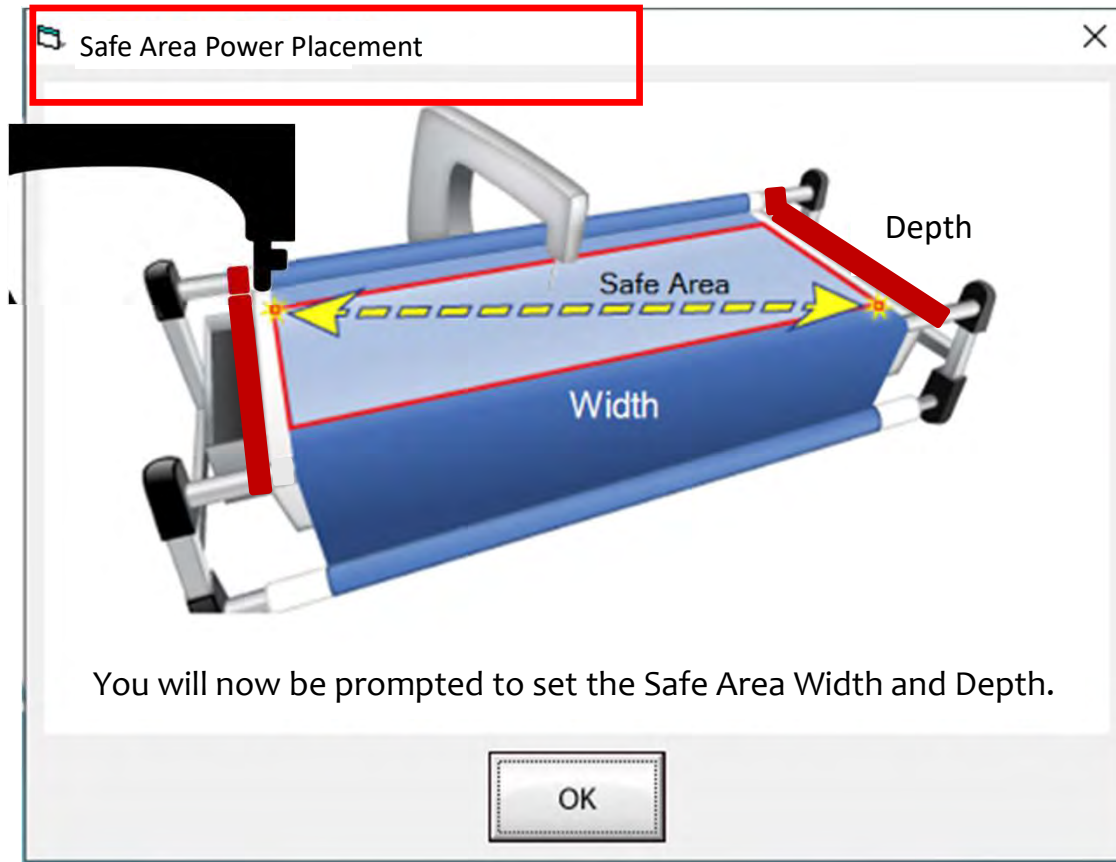 Safe Area Power Placement
Depth
Safe Area
Width
You will now be prompted to set the Safe Area Width and Depth.
OK